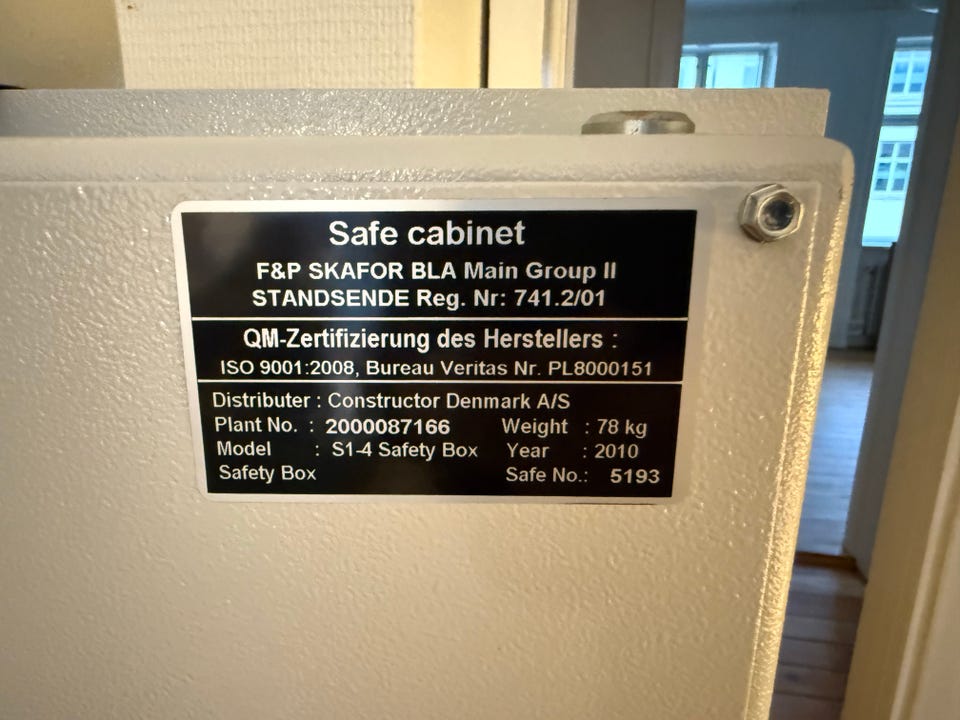 Safe cabinet
F&P SKAFOR BLA Main Group II
STANDSENDE Reg. Nr: 741.2/01
QM-Zertifizierung des Herstellers :
ISO 9001:2008, Bureau Veritas Nr. PL8000151
Distributer : Constructor Denmark A/S
Plant No. : 2000087166 Weight : 78 kg
Model : S1-4 Safety Box Year : 2010
Safety Box Safe No.: 5193